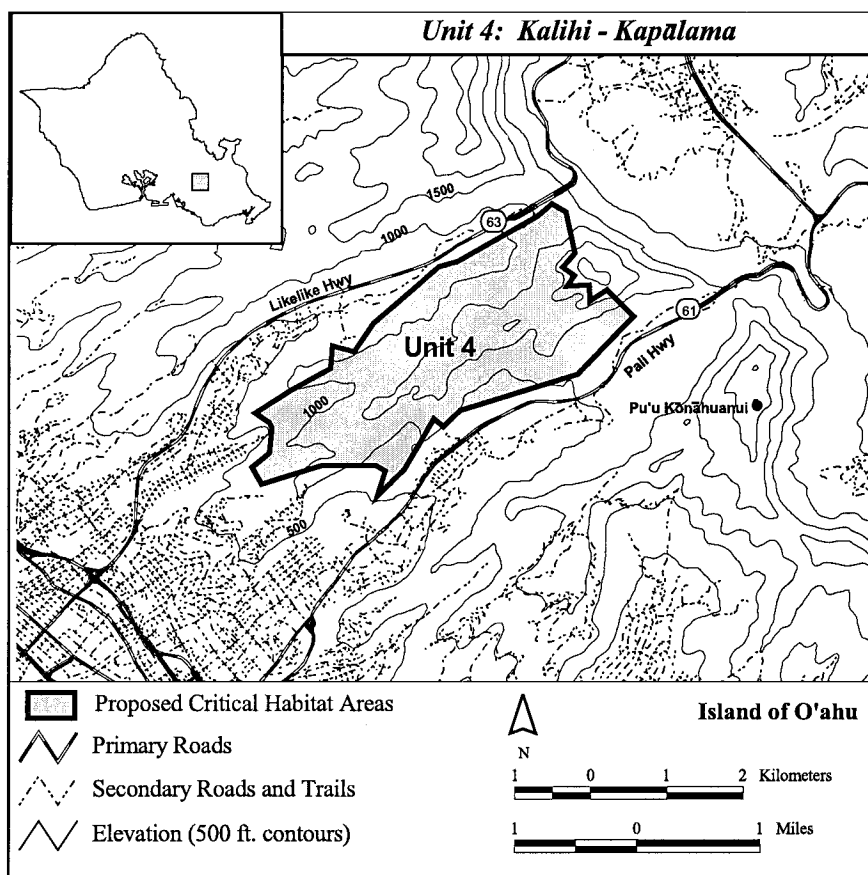 Unit 4: Kalihi - Kapālama
1500
1000
63
Likelike Hwy
61
Unit 4
Pali Hwy
Pu'u Kōnāhuanui
1000
500
Proposed Critical Habitat Areas
Primary Roads
Secondary Roads and Trails
Elevation (500 ft. contours)
N
Island of O'ahu
1 0 1 2 Kilometers
1 0 1 Miles